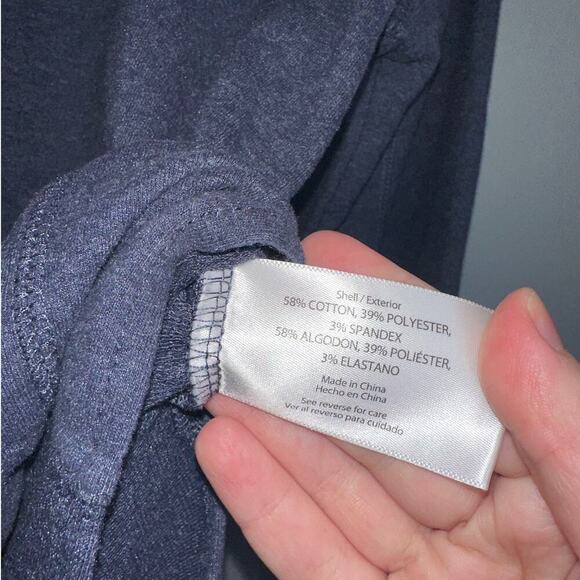 Shell / Exterior
58% COTTON, 39% POLYESTER,
3% SPANDEX
58% ALGODON, 39% POLIÉSTER,
3% ELASTANO
Made in China
Hecho en China
See reverse for care
Ver al reverso para cuidado